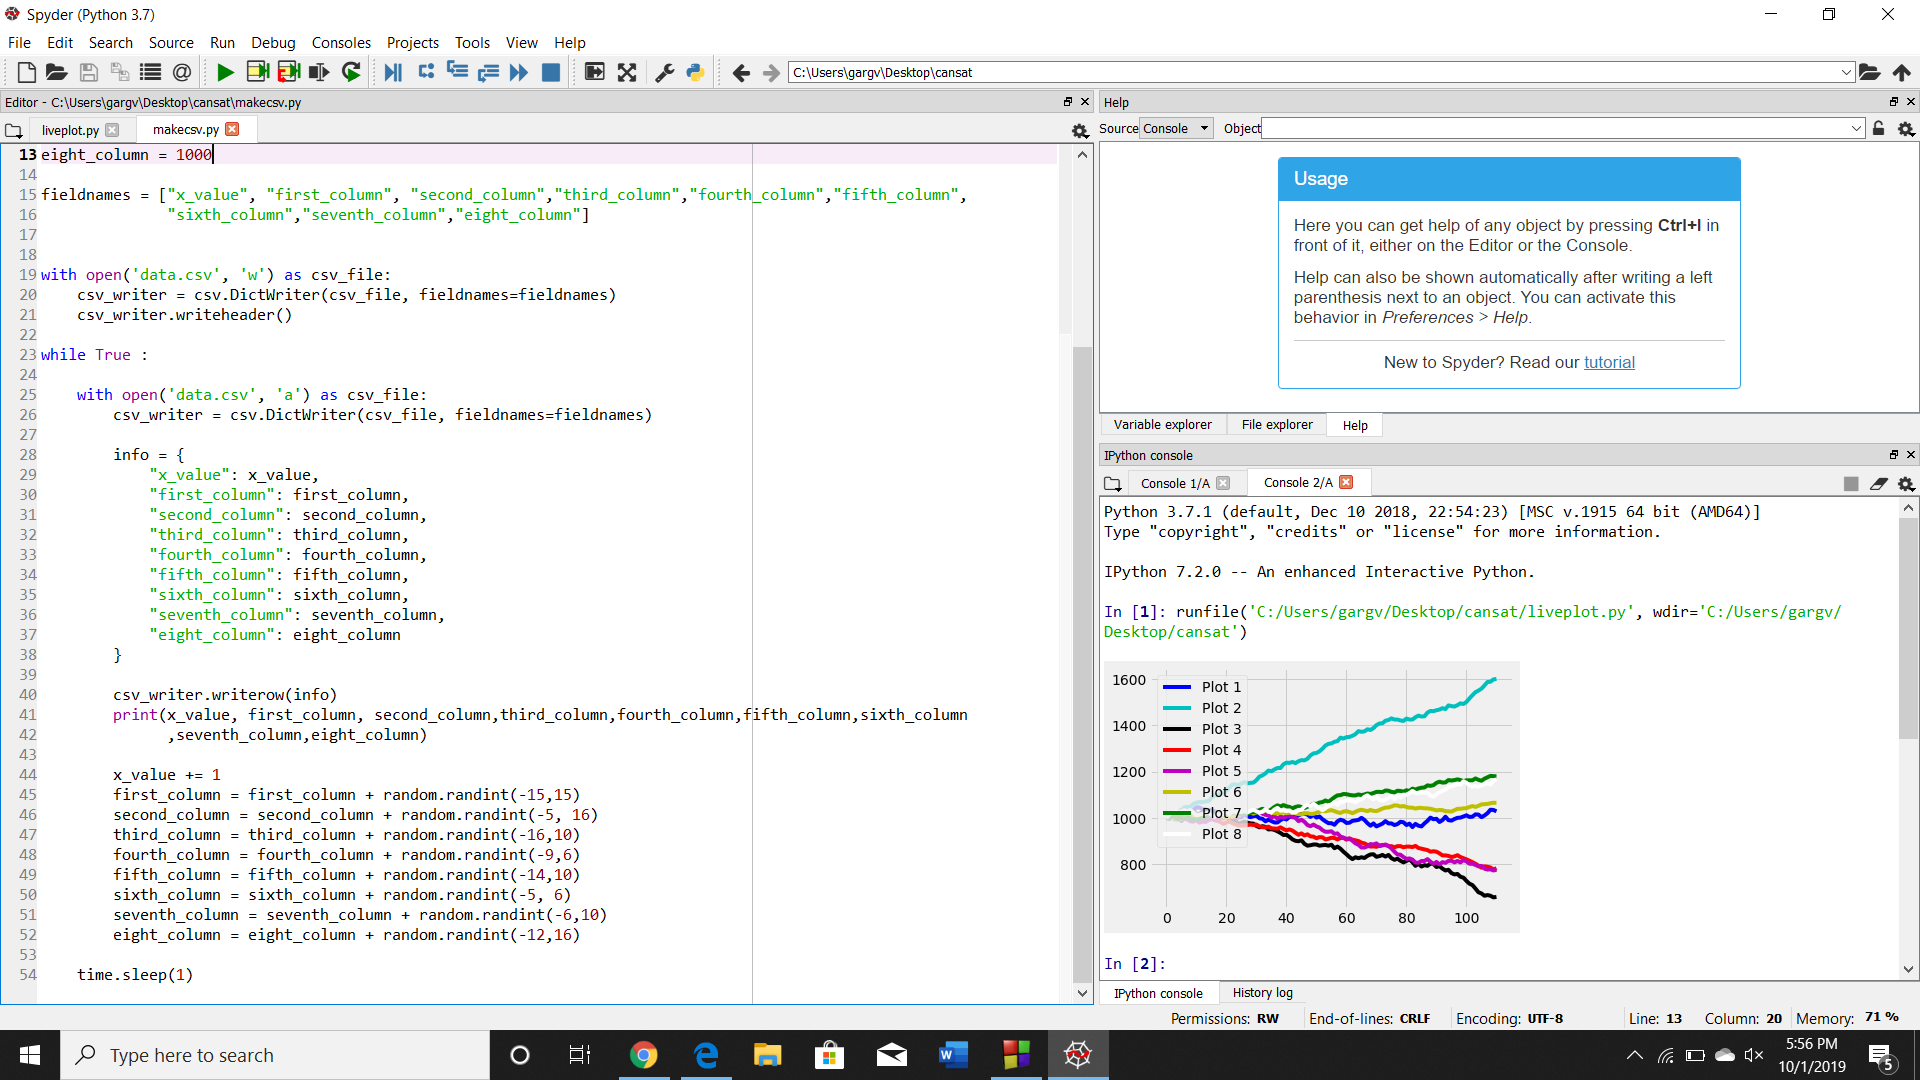 Spyder (Python 3.7)
File Edit Search Source Run Debug Consoles Projects Tools View Help
C:\Users\gargv\Desktop\cansat
Editor - C:\Users\gargv\Desktop\cansat\makecsv.py
liveplot.py makecsv.py
13 eight_column = 1000
14
15 fieldnames = ["x_value", "first_column", "second_column","third_column","fourth_column","fifth_column",
16 "sixth_column","seventh_column","eight_column"]
17
18
19 with open('data.csv', 'w') as csv_file:
20 csv_writer = csv.DictWriter(csv_file, fieldnames=fieldnames)
21 csv_writer.writeheader()
22
23 while True :
24
25 with open('data.csv', 'a') as csv_file:
26 csv_writer = csv.DictWriter(csv_file, fieldnames=fieldnames)
27
28 info = {
29 "x_value": x_value,
30 "first_column": first_column,
31 "second_column": second_column,
32 "third_column": third_column,
33 "fourth_column": fourth_column,
34 "fifth_column": fifth_column,
35 "sixth_column": sixth_column,
36 "seventh_column": seventh_column,
37 "eight_column": eight_column
38 }
39
40 csv_writer.writerow(info)
41 print(x_value, first_column, second_column,third_column,fourth_column,fifth_column,sixth_column
42 ,seventh_column,eight_column)
43
44 x_value += 1
45 first_column = first_column + random.randint(-15,15)
46 second_column = second_column + random.randint(-5, 16)
47 third_column = third_column + random.randint(-16,10)
48 fourth_column = fourth_column + random.randint(-9,6)
49 fifth_column = fifth_column + random.randint(-14,10)
50 sixth_column = sixth_column + random.randint(-5, 6)
51 seventh_column = seventh_column + random.randint(-6,10)
52 eight_column = eight_column + random.randint(-12,16)
53
54 time.sleep(1)
Help
Source Console Object
Usage
Here you can get help of any object by pressing Ctrl+I in
front of it, either on the Editor or the Console.
Help can also be shown automatically after writing a left
parenthesis next to an object. You can activate this
behavior in Preferences > Help.
New to Spyder? Read our tutorial
Variable explorer File explorer Help
IPython console
Console 1/A Console 2/A
Python 3.7.1 (default, Dec 10 2018, 22:54:23) [MSC v.1915 64 bit (AMD64)]
Type "copyright", "credits" or "license" for more information.
IPython 7.2.0 -- An enhanced Interactive Python.
In [1]: runfile('C:/Users/gargv/Desktop/cansat/liveplot.py', wdir='C:/Users/gargv/
Desktop/cansat')
1600
1400
1200
1000
800
Plot 1
Plot 2
Plot 3
Plot 4
Plot 5
Plot 6
Plot 7
Plot 8
0 20 40 60 80 100
In [2]:
IPython console History log
Permissions: RW End-of-lines: CRLF Encoding: UTF-8 Line: 13 Column: 20 Memory: 71 %
Type here to search
5:56 PM
10/1/2019
5